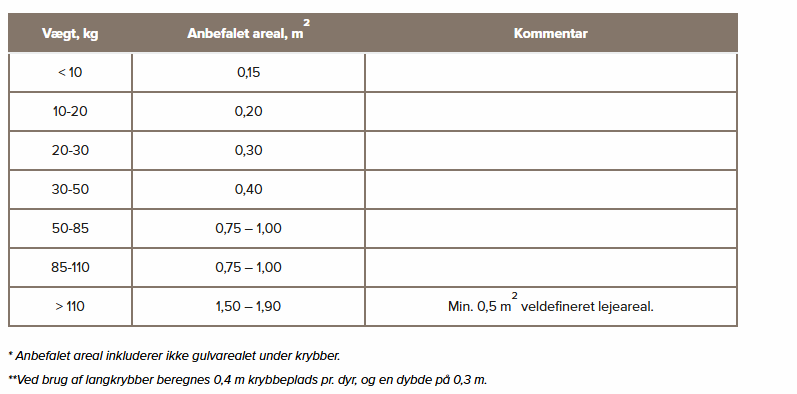 Vægt, kg Anbefalet areal, m² Kommentar
< 10 0,15
10-20 0,20
20-30 0,30
30-50 0,40
50-85 0,75 – 1,00
85-110 0,75 – 1,00
> 110 1,50 – 1,90 Min. 0,5 m² veldefineret lejeareal.
* Anbefalet areal inkluderer ikke gulvarealet under krybber.
**Ved brug af langkrybber beregnes 0,4 m krybbeplads pr. dyr, og en dybde på 0,3 m.